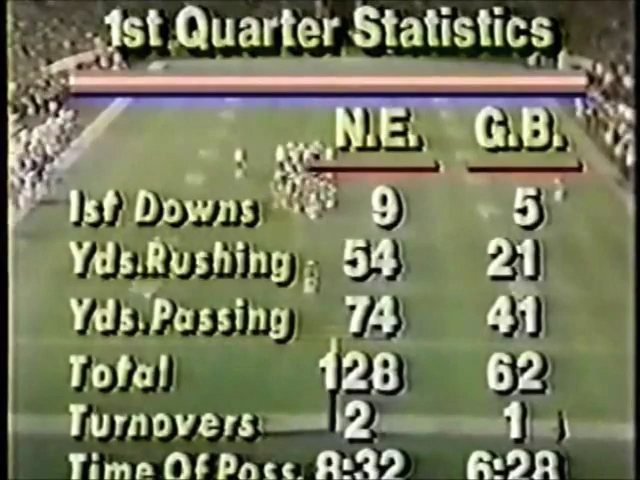 1st Quarter Statistics
N.E. G.B.
1st Downs 9 5
Yds.Rushing 54 21
Yds.Passing 74 41
Total 128 62
Turnovers 2 1
Time Of Poss. 8:32 6:28